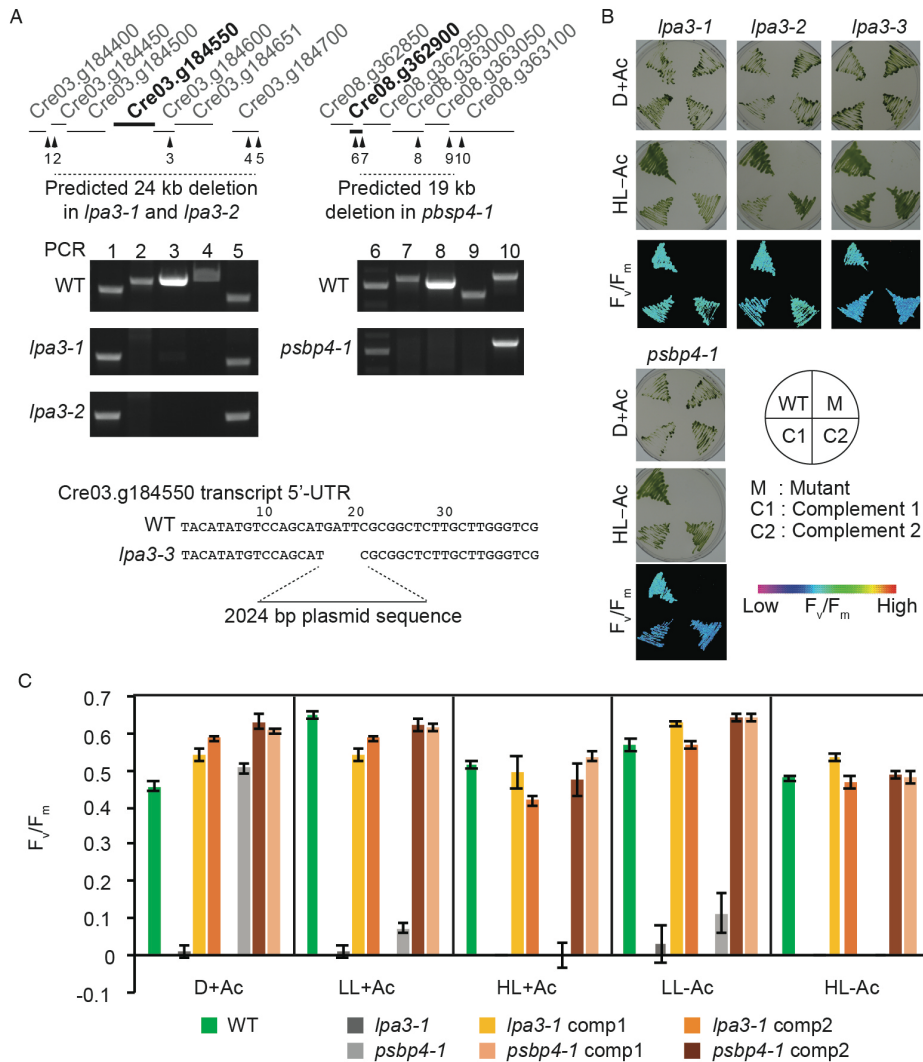 A
Cre03.g184400
Cre03.g184450
Cre03.g184500
Cre03.g184550
Cre03.g184600
Cre03.g184651
Cre03.g184700
Cre08.g362850
Cre08.g362900
Cre08.g362950
Cre08.g363000
Cre08.g363050
Cre08.g363100
12 3 4 5
67 8 9 10
Predicted 24 kb deletion
in lpa3-1 and lpa3-2
Predicted 19 kb
deletion in pbsp4-1
PCR 1 2 3 4 5
6 7 8 9 10
WT
WT
lpa3-1
psbp4-1
lpa3-2
Cre03.g184550 transcript 5'-UTR
10 20 30
WT TACATATGTCCAGCATGATTCGCGGCTCTTGCTTGGGTCG
lpa3-3 TACATATGTCCAGCAT CGCGGCTCTTGCTTGGGTCG
2024 bp plasmid sequence
B
lpa3-1 lpa3-2 lpa3-3
D+Ac
HL–Ac
Fv/Fm
psbp4-1
D+Ac
HL–Ac
Fv/Fm
WT M
C1 C2
M : Mutant
C1 : Complement 1
C2 : Complement 2
Low Fv/Fm High
C
Fv/Fm
0.7
0.6
0.5
0.4
0.3
0.2
0.1
0
-0.1
D+Ac LL+Ac HL+Ac LL-Ac HL-Ac
WT lpa3-1 lpa3-1 comp1 lpa3-1 comp2
psbp4-1 psbp4-1 comp1 psbp4-1 comp2